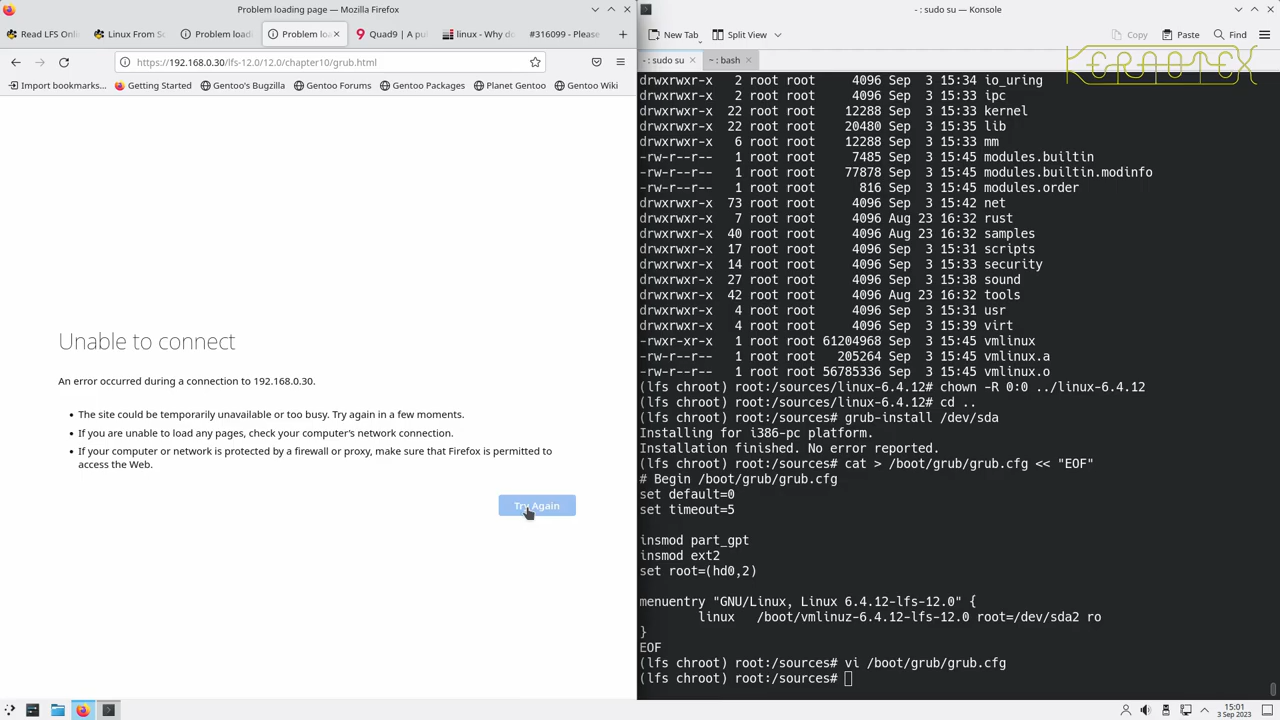 Problem loading page — Mozilla Firefox
Read LFS Onl
Linux From S
Problem loa
Problem loa
Quad9 | A pu
linux - Why do
#316099 - Please
https://192.168.0.30/lfs-12.0/12.0/chapter10/grub.html
Import bookmarks...
Getting Started
Gentoo's Bugzilla
Gentoo Forums
Gentoo Packages
Planet Gentoo
Gentoo Wiki
Unable to connect
An error occurred during a connection to 192.168.0.30.
• The site could be temporarily unavailable or too busy. Try again in a few moments.
• If you are unable to load any pages, check your computer's network connection.
• If your computer or network is protected by a firewall or proxy, make sure that Firefox is permitted to
access the Web.
Try Again
- : sudo su — Konsole
New Tab
Split View
Copy
Paste
Find
- : sudo su
~ : bash
KERNOTEX
drwxrwxr-x 2 root root 4096 Sep 3 15:34 io_uring
drwxrwxr-x 2 root root 4096 Sep 3 15:33 ipc
drwxrwxr-x 22 root root 12288 Sep 3 15:33 kernel
drwxrwxr-x 22 root root 20480 Sep 3 15:35 lib
drwxrwxr-x 6 root root 12288 Sep 3 15:33 mm
-rw-r--r-- 1 root root 7485 Sep 3 15:45 modules.builtin
-rw-r--r-- 1 root root 77878 Sep 3 15:45 modules.builtin.modinfo
-rw-r--r-- 1 root root 816 Sep 3 15:45 modules.order
drwxrwxr-x 73 root root 4096 Sep 3 15:42 net
drwxrwxr-x 7 root root 4096 Aug 23 16:32 rust
drwxrwxr-x 40 root root 4096 Aug 23 16:32 samples
drwxrwxr-x 17 root root 4096 Sep 3 15:31 scripts
drwxrwxr-x 14 root root 4096 Sep 3 15:33 security
drwxrwxr-x 27 root root 4096 Sep 3 15:38 sound
drwxrwxr-x 42 root root 4096 Aug 23 16:32 tools
drwxrwxr-x 4 root root 4096 Sep 3 15:31 usr
drwxrwxr-x 4 root root 4096 Sep 3 15:39 virt
-rwxr-xr-x 1 root root 61204968 Sep 3 15:45 vmlinux
-rw-r--r-- 1 root root 205264 Sep 3 15:45 vmlinux.a
-rw-r--r-- 1 root root 56785336 Sep 3 15:45 vmlinux.o
(lfs chroot) root:/sources/linux-6.4.12# chown -R 0:0 ../linux-6.4.12
(lfs chroot) root:/sources/linux-6.4.12# cd ..
(lfs chroot) root:/sources# grub-install /dev/sda
Installing for i386-pc platform.
Installation finished. No error reported.
(lfs chroot) root:/sources# cat > /boot/grub/grub.cfg << "EOF"
# Begin /boot/grub/grub.cfg
set default=0
set timeout=5
insmod part_gpt
insmod ext2
set root=(hd0,2)
menuentry "GNU/Linux, Linux 6.4.12-lfs-12.0" {
linux /boot/vmlinuz-6.4.12-lfs-12.0 root=/dev/sda2 ro
}
EOF
(lfs chroot) root:/sources# vi /boot/grub/grub.cfg
(lfs chroot) root:/sources#
15:01
3 Sep 2023